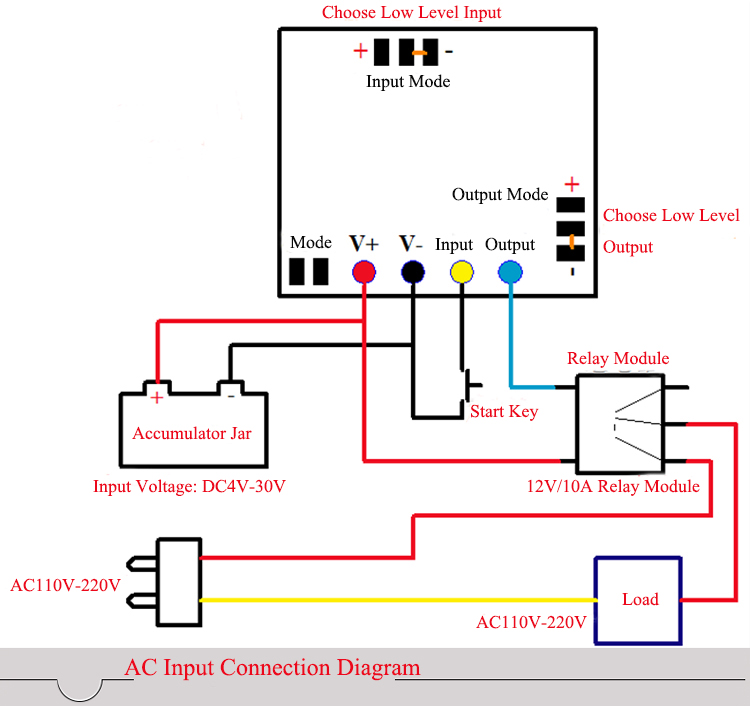 Choose Low Level Input
+ -
Input Mode
+
Output Mode
Choose Low Level
Output
-
Mode V+ V- Input Output
Relay Module
+ -
Start Key
Accumulator Jar
Input Voltage: DC4V-30V
12V/10A Relay Module
AC110V-220V
Load
AC110V-220V
AC Input Connection Diagram